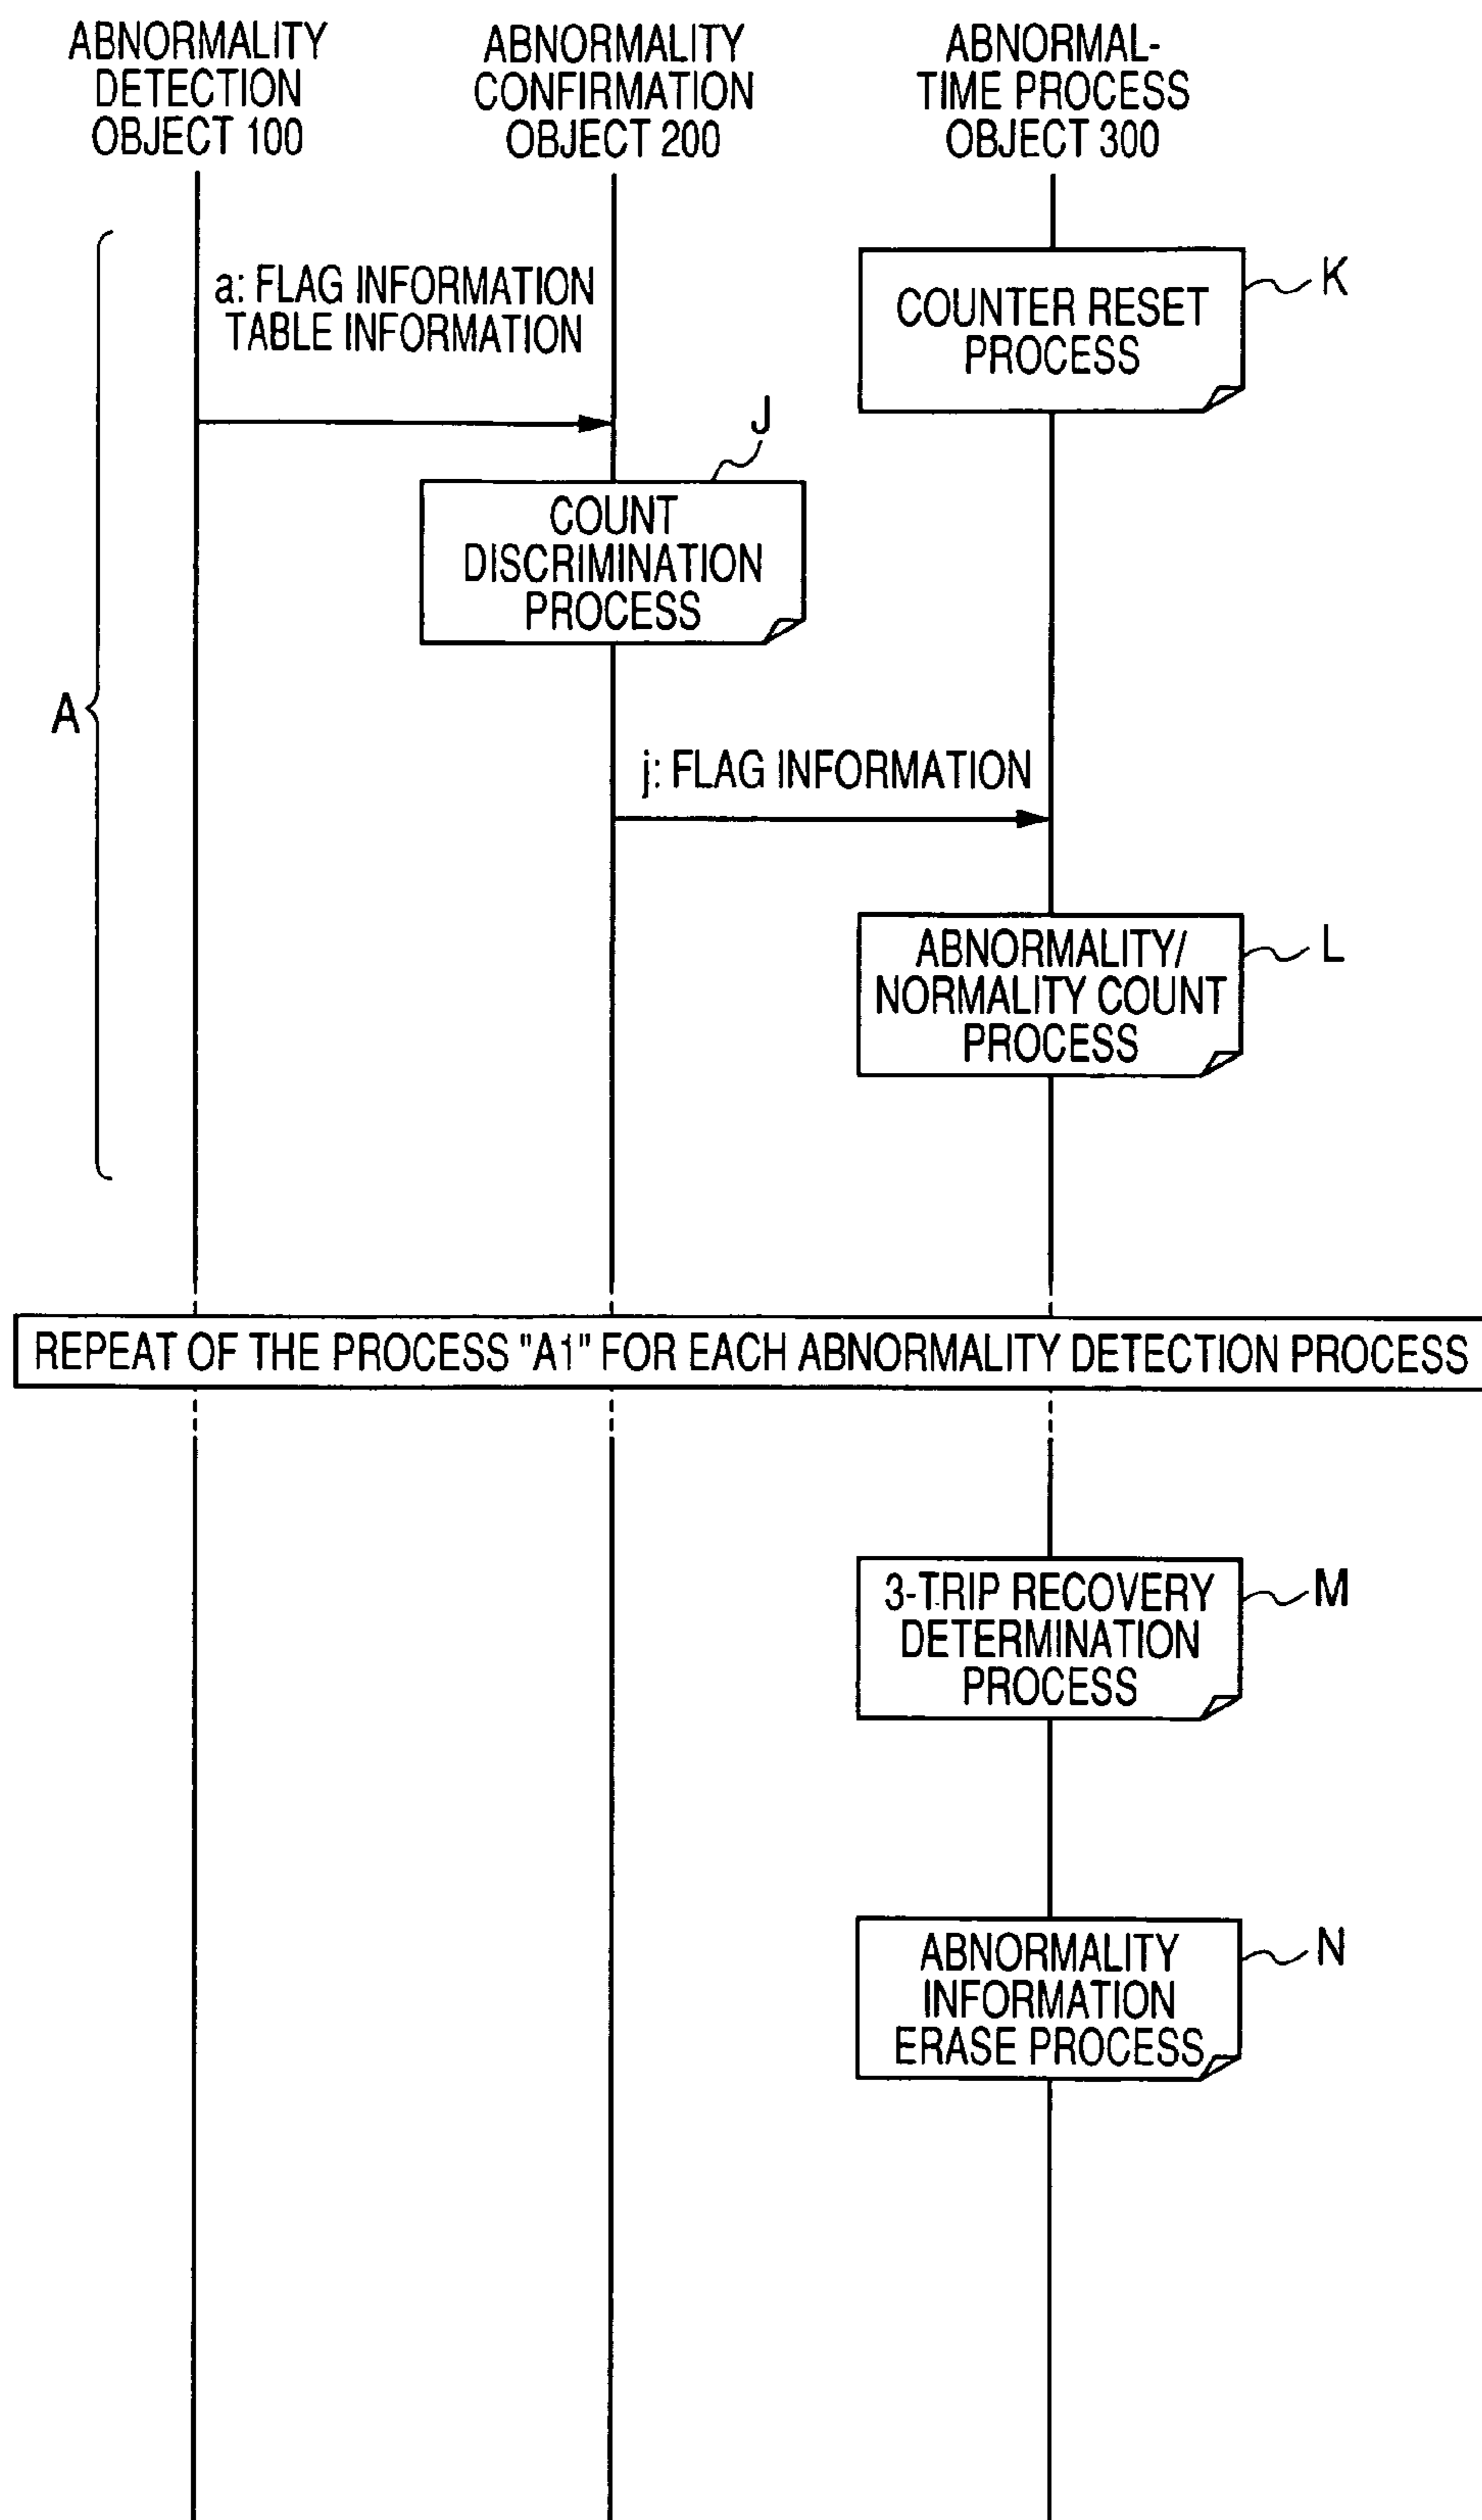 ABNORMALITY
DETECTION
OBJECT 100
ABNORMALITY
CONFIRMATION
OBJECT 200
ABNORMAL-
TIME PROCESS
OBJECT 300
a: FLAG INFORMATION
TABLE INFORMATION
COUNTER RESET
PROCESS
K
J
COUNT
DISCRIMINATION
PROCESS
A
j: FLAG INFORMATION
ABNORMALITY/
NORMALITY COUNT
PROCESS
L
REPEAT OF THE PROCESS "A1" FOR EACH ABNORMALITY DETECTION PROCESS
3-TRIP RECOVERY
DETERMINATION
PROCESS
M
ABNORMALITY
INFORMATION
ERASE PROCESS
N